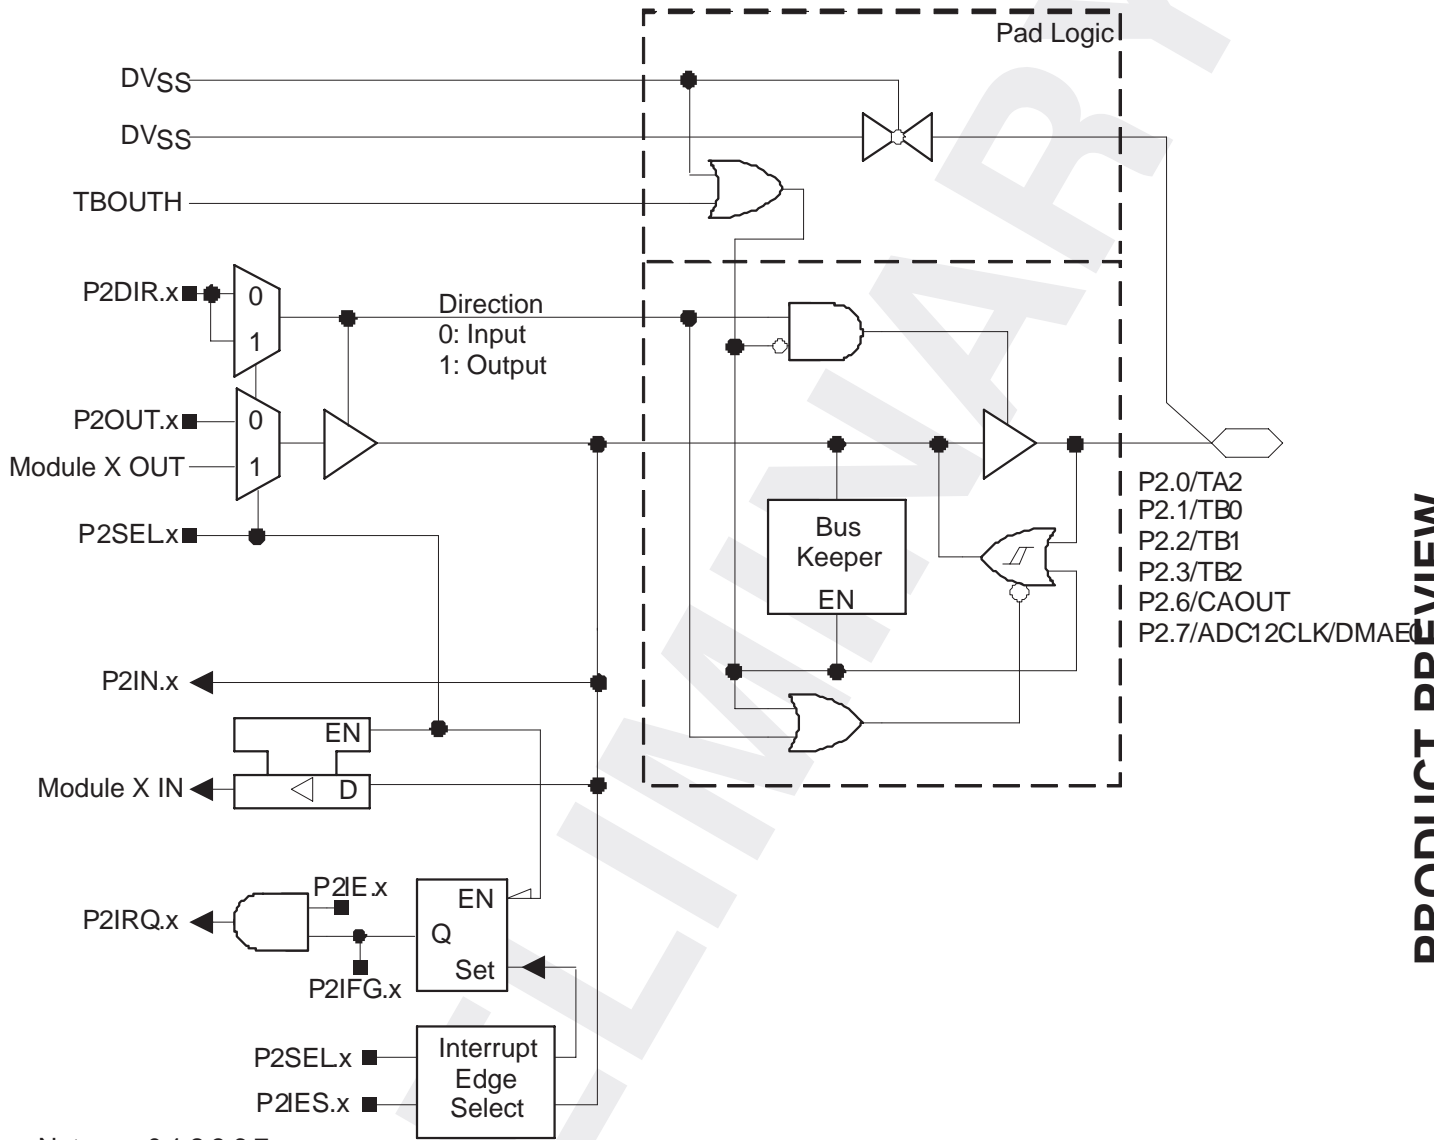 Pad Logic
DVSS
DVSS
TBOUTH
P2DIR.x
0
1
Direction
0: Input
1: Output
P2OUT.x
0
Module X OUT
1
P2SEL.x
Bus
Keeper
EN
P2.0/TA2
P2.1/TB0
P2.2/TB1
P2.3/TB2
P2.6/CAOUT
P2.7/ADC12CLK/DMAE0
P2IN.x
EN
Module X IN
D
P2IE.x
EN
P2IRQ.x
Q
Set
P2IFG.x
P2SEL.x
Interrupt
Edge
Select
P2IES.x
PRODUCT PREVIEW